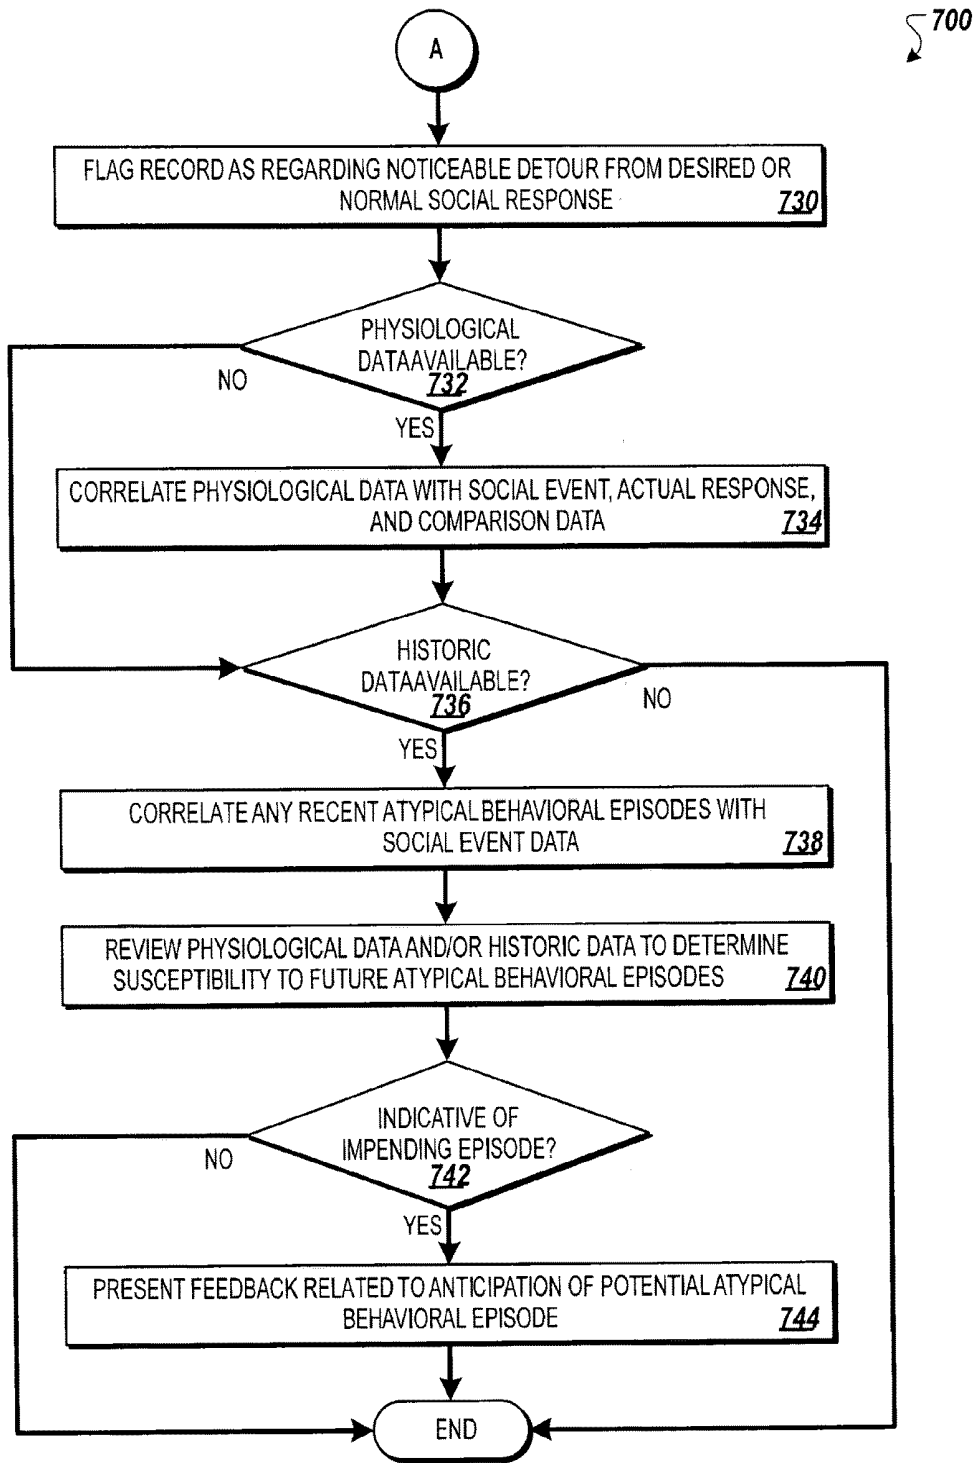 700
A
FLAG RECORD AS REGARDING NOTICEABLE DETOUR FROM DESIRED OR
NORMAL SOCIAL RESPONSE
730
PHYSIOLOGICAL
DATA AVAILABLE?
732
NO
YES
CORRELATE PHYSIOLOGICAL DATA WITH SOCIAL EVENT, ACTUAL RESPONSE,
AND COMPARISON DATA
734
HISTORIC
DATA AVAILABLE?
736
NO
YES
CORRELATE ANY RECENT ATYPICAL BEHAVIORAL EPISODES WITH
SOCIAL EVENT DATA
738
REVIEW PHYSIOLOGICAL DATA AND/OR HISTORIC DATA TO DETERMINE
SUSCEPTIBILITY TO FUTURE ATYPICAL BEHAVIORAL EPISODES
740
INDICATIVE OF
IMPENDING EPISODE?
742
NO
YES
PRESENT FEEDBACK RELATED TO ANTICIPATION OF POTENTIAL ATYPICAL
BEHAVIORAL EPISODE
744
END